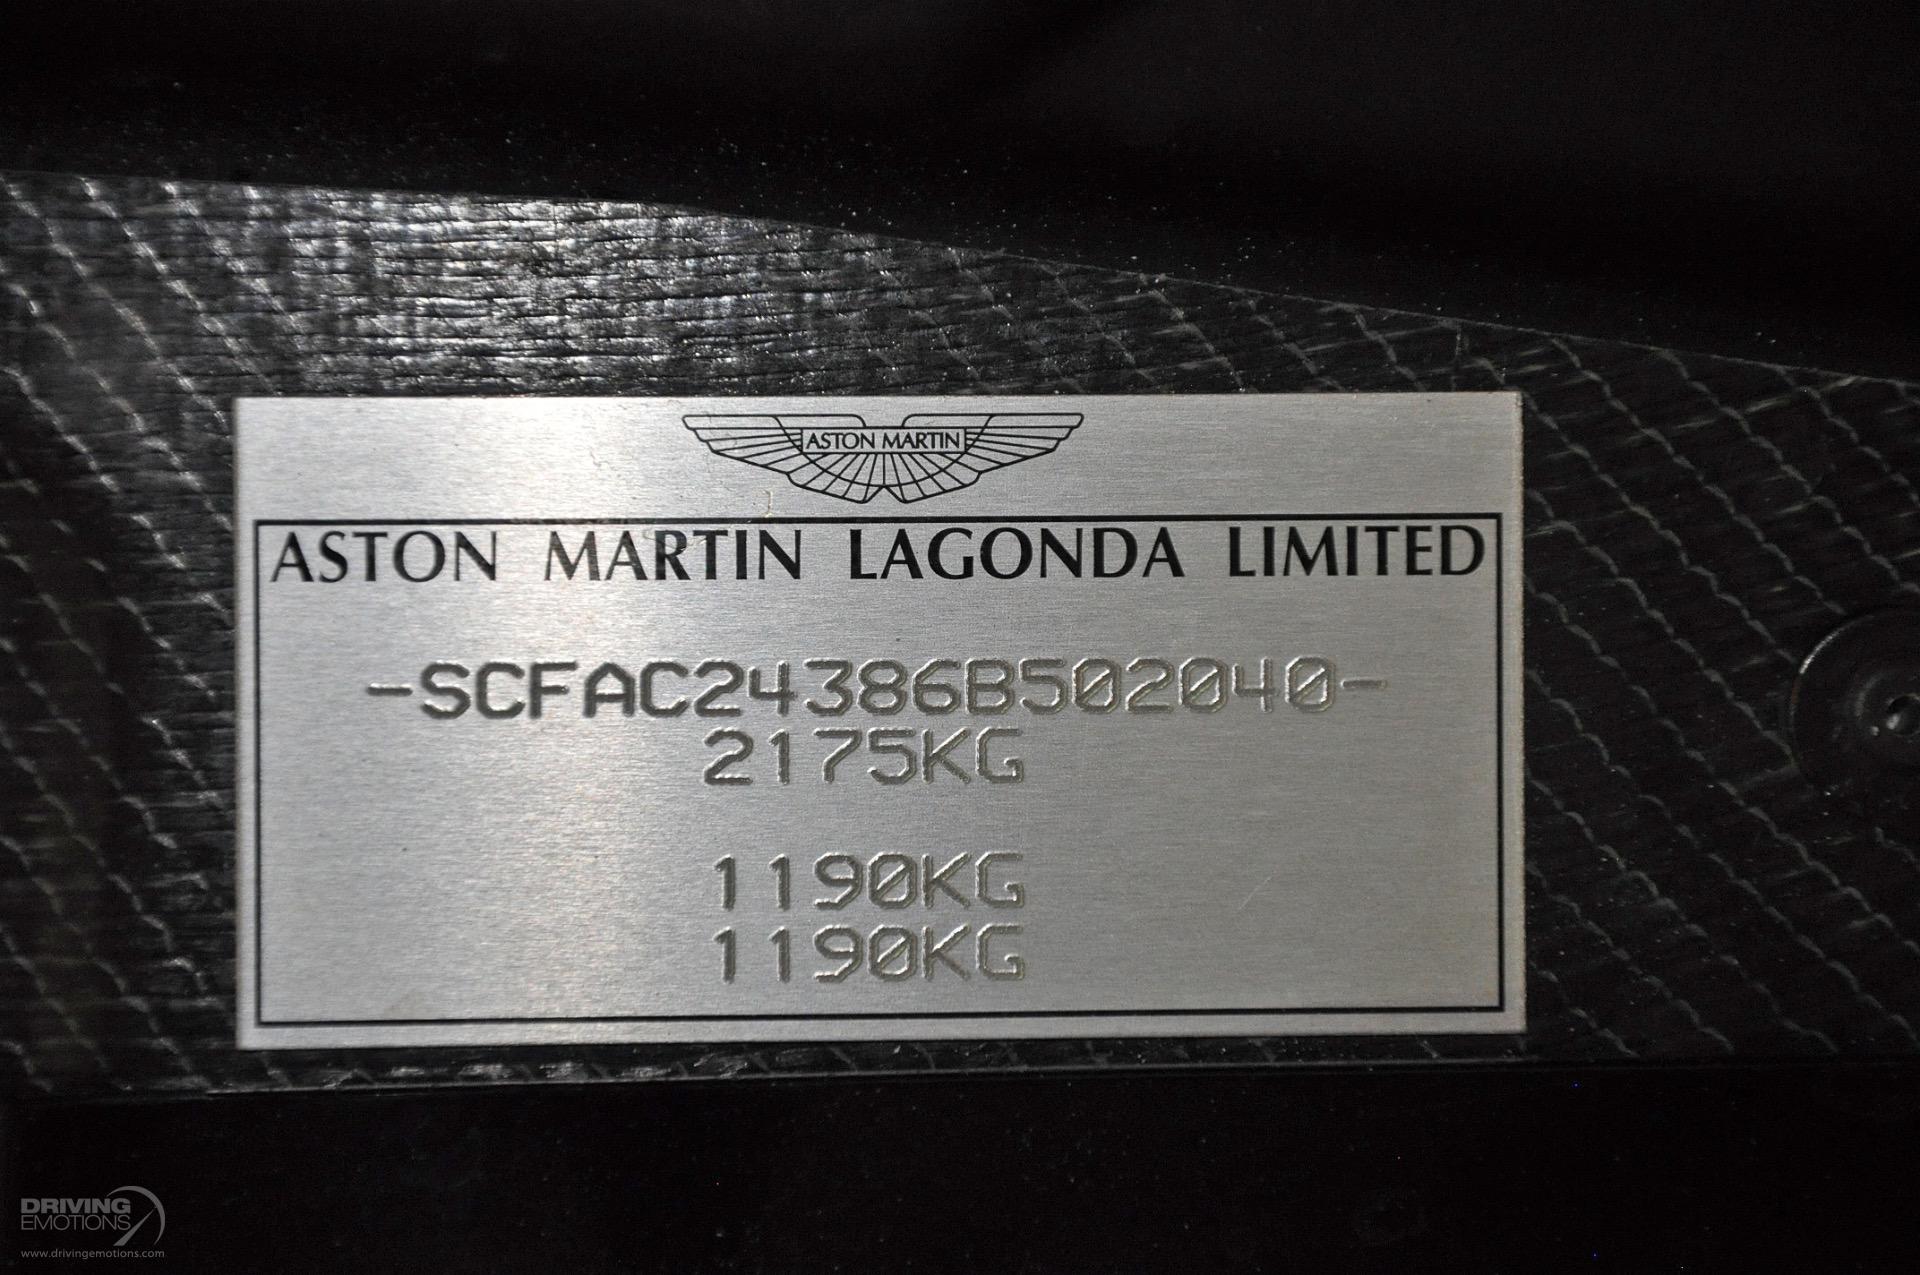 ASTON MARTIN
ASTON MARTIN LAGONDA LIMITED
-SCFAC24386B502040-
2175KG
1190KG
1190KG
DRIVING
EMOTIONS
www.drivingemotions.com